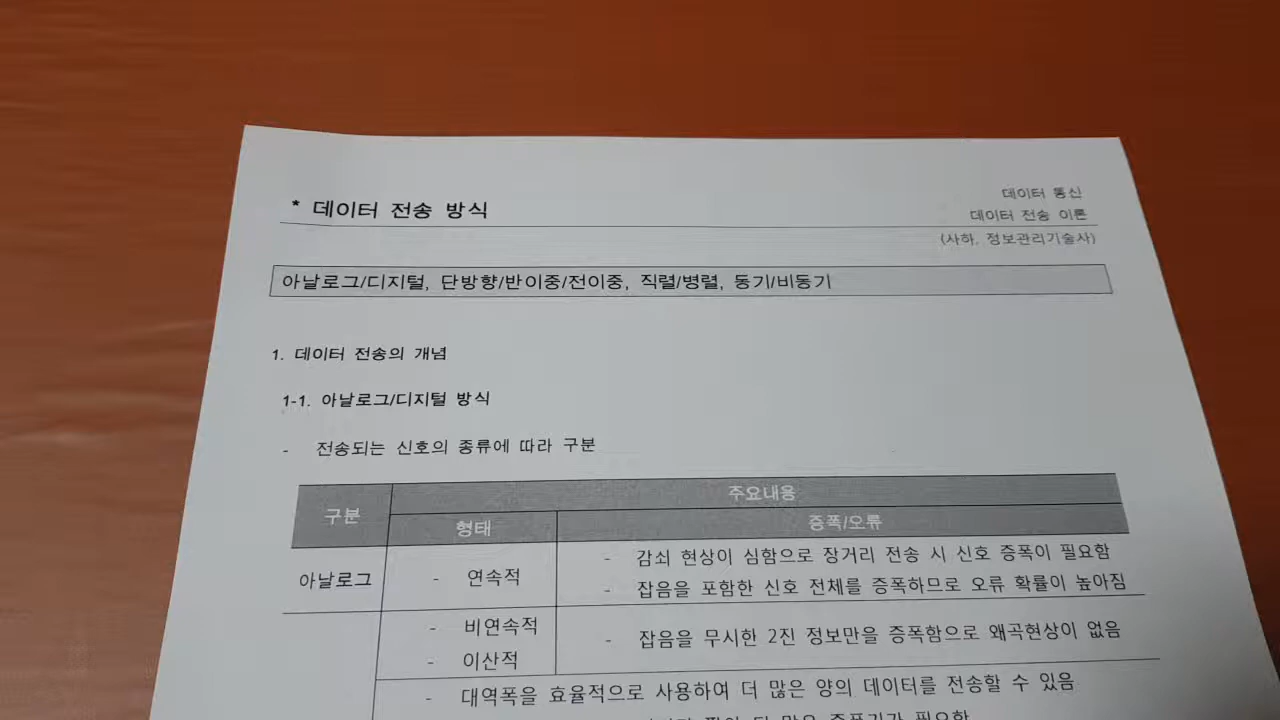 * 데이터 전송 방식
데이터 통신
데이터 전송 이론
(사하, 정보관리기술사)
아날로그/디지털, 단방향/반이중/전이중, 직렬/병렬, 동기/비동기
1. 데이터 전송의 개념
1-1. 아날로그/디지털 방식
- 전송되는 신호의 종류에 따라 구분
구분
주요내용
형태
증폭/오류
아날로그
- 연속적
- 감쇠 현상이 심함으로 장거리 전송 시 신호 증폭이 필요함
- 잡음을 포함한 신호 전체를 증폭하므로 오류 확률이 높아짐
- 비연속적
- 이산적
- 잡음을 무시한 2진 정보만을 증폭함으로 왜곡현상이 없음
- 대역폭을 효율적으로 사용하여 더 많은 양의 데이터를 전송할 수 있음